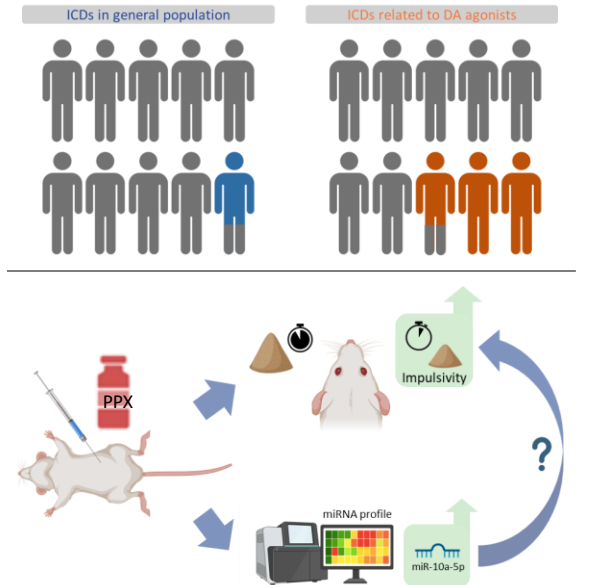 ICDs in general population
ICDs related to DA agonists
PPX
Impulsivity
?
miRNA profile
miR-10a-5p